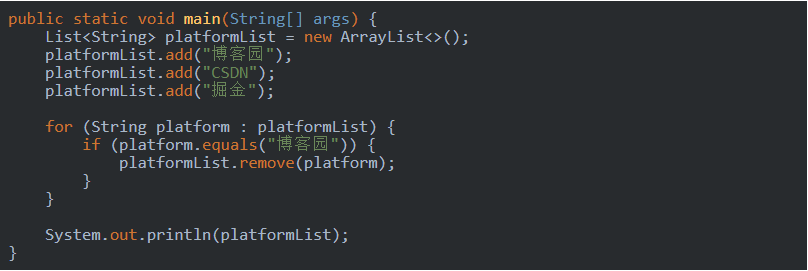 public static void main(String[] args) {
    List<String> platformList = new ArrayList<>();
    platformList.add("博客园");
    platformList.add("CSDN");
    platformList.add("掘金");

    for (String platform : platformList) {
        if (platform.equals("博客园")) {
            platformList.remove(platform);
        }
    }

    System.out.println(platformList);
}